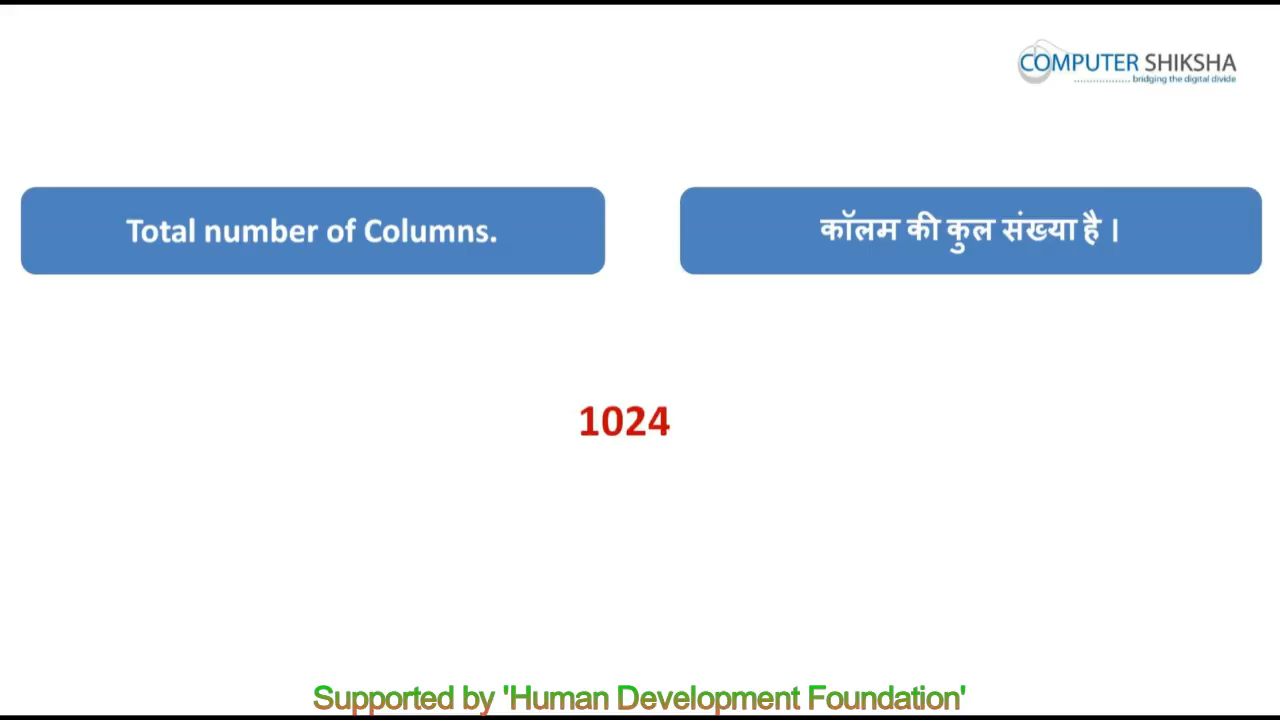 COMPUTER SHIKSHA
bridging the digital divide
Total number of Columns.
कॉलम की कुल संख्या है ।
1024
Supported by 'Human Development Foundation'